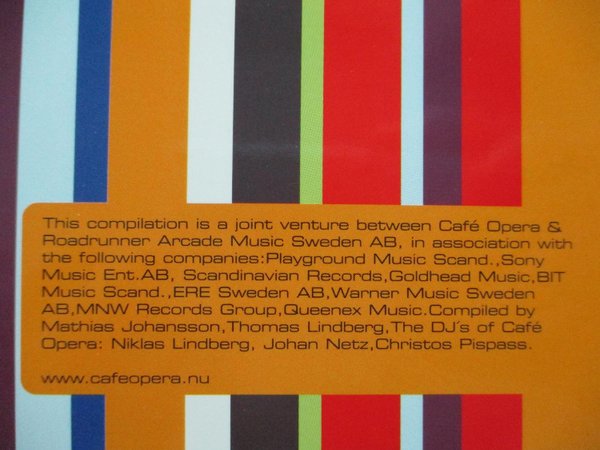 This compilation is a joint venture between Café Opera &
Roadrunner Arcade Music Sweden AB, in association with
the following companies:Playground Music Scand.,Sony
Music Ent.AB, Scandinavian Records,Goldhead Music,BIT
Music Scand.,ERE Sweden AB,Warner Music Sweden
AB,MNW Records Group,Queenex Music.Compiled by
Mathias Johansson,Thomas Lindberg,The DJ´s of Café
Opera: Niklas Lindberg, Johan Netz,Christos Pispass.
www.cafeopera.nu